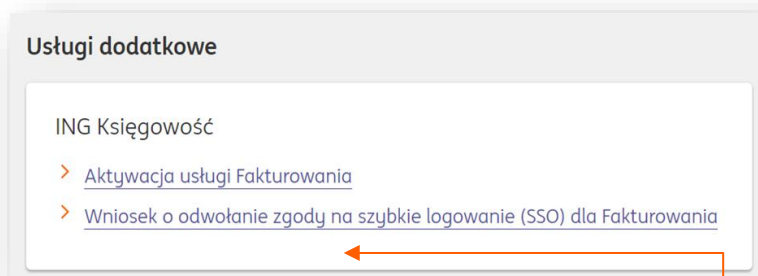 Usługi dodatkowe
ING Księgowość
Aktywacja usługi Fakturowania
Wniosek o odwołanie zgody na szybkie logowanie (SSO) dla Fakturowania